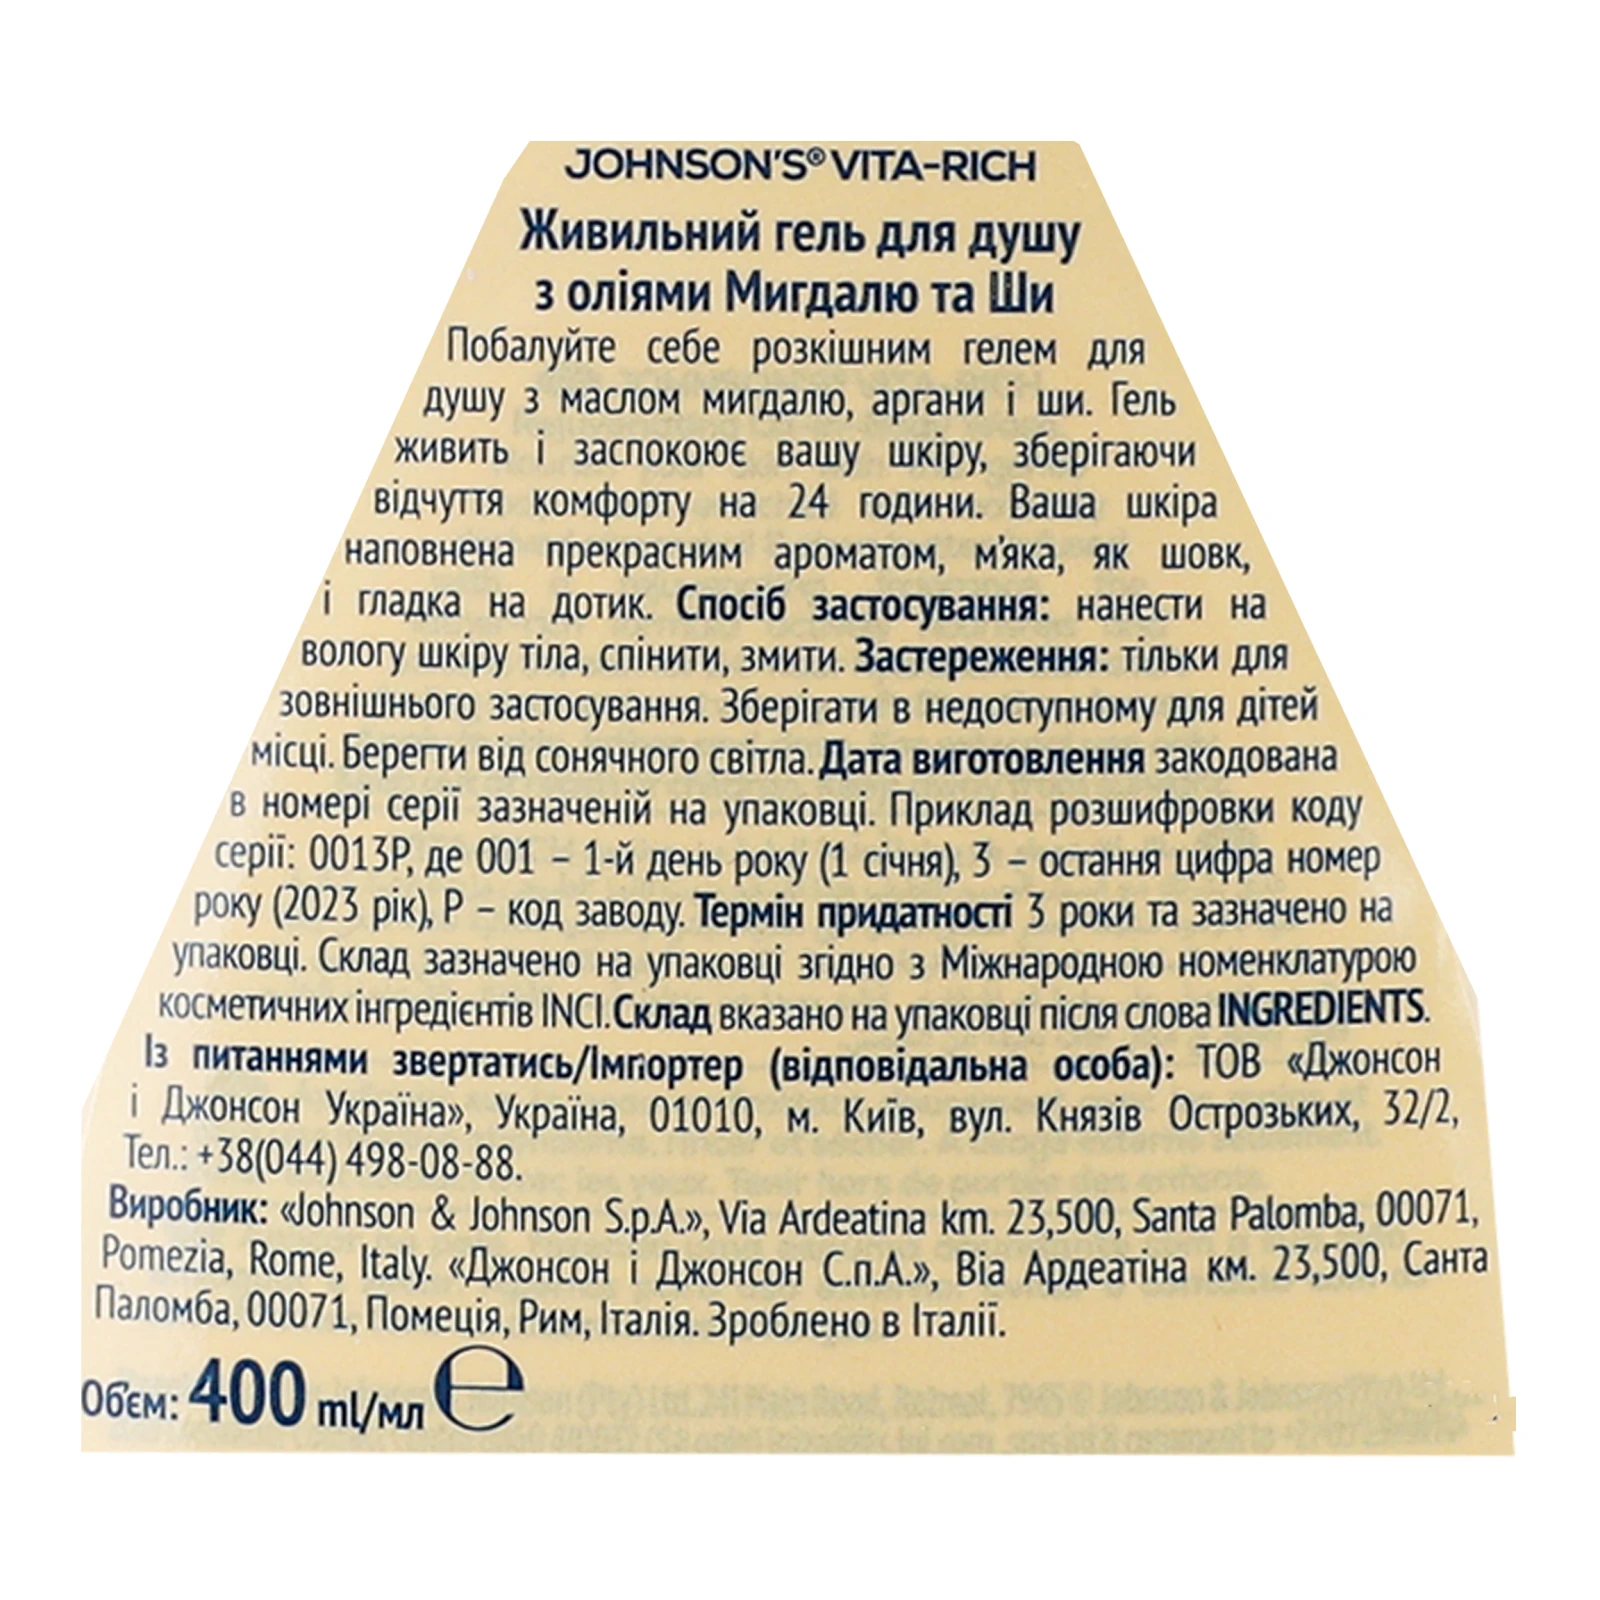 JOHNSON'S® VITA-RICH
Живильний гель для душу
з оліями Мигдалю та Ши
Побалуйте себе розкішним гелем для
душу з маслом мигдалю, аргани і ши. Гель
живить і заспокоює вашу шкіру, зберігаючи
відчуття комфорту на 24 години. Ваша шкіра
наповнена прекрасним ароматом, м'яка, як шовк,
і гладка на дотик. Спосіб застосування: нанести на
вологу шкіру тіла, спінити, змити. Застереження: тільки для
зовнішнього застосування. Зберігати в недоступному для дітей
місці. Берегти від сонячного світла. Дата виготовлення закодована
в номері серії зазначеній на упаковці. Приклад розшифровки коду
серії: 0013P, де 001 – 1-й день року (1 січня), 3 – остання цифра номер
року (2023 рік), P – код заводу. Термін придатності 3 роки та зазначено на
упаковці. Склад зазначено на упаковці згідно з Міжнародною номенклатурою
косметичних інгредієнтів INCI. Склад вказано на упаковці після слова INGREDIENTS.
Із питаннями звертатись/Імпортер (відповідальна особа): ТОВ «Джонсон
і Джонсон Україна», Україна, 01010, м. Київ, вул. Князів Острозьких, 32/2,
Тел.: +38(044) 498-08-88.
Виробник: «Johnson & Johnson S.p.A.», Via Ardeatina km. 23,500, Santa Palomba, 00071,
Pomezia, Rome, Italy. «Джонсон і Джонсон С.п.А.», Віа Ардеатіна км. 23,500, Санта
Паломба, 00071, Помеція, Рим, Італія. Зроблено в Італії.
Об'єм: 400 ml/мл ℮